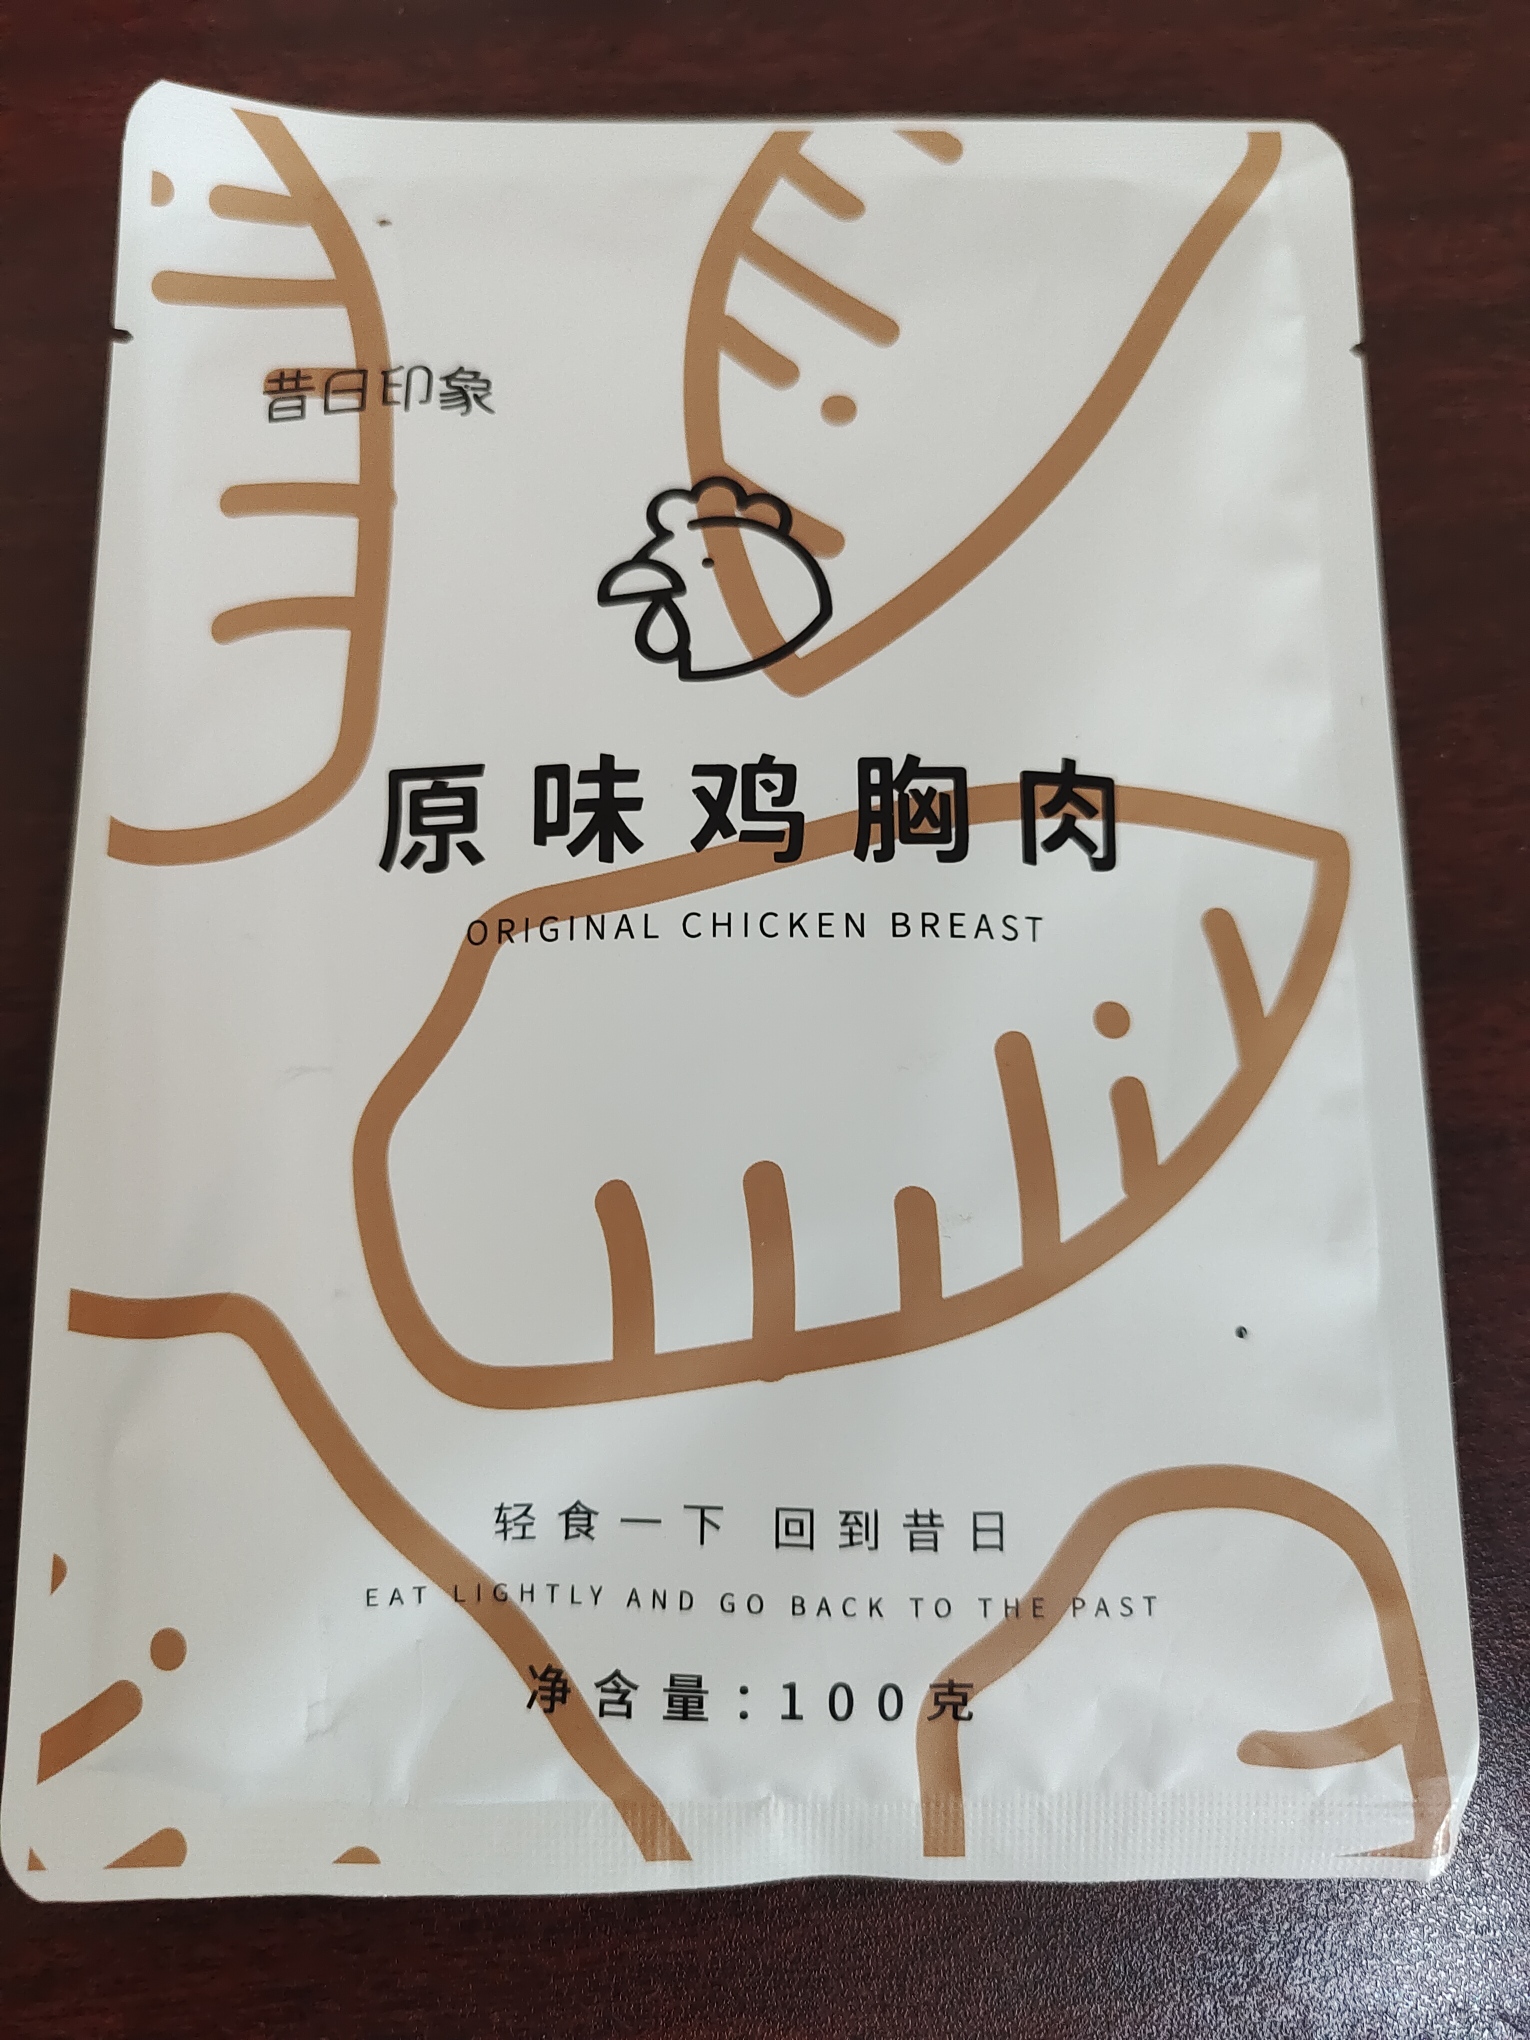 昔日印象
原味鸡胸肉
ORIGINAL CHICKEN BREAST
轻食一下 回到昔日
EAT LIGHTLY AND GO BACK TO THE PAST
净含量:100克